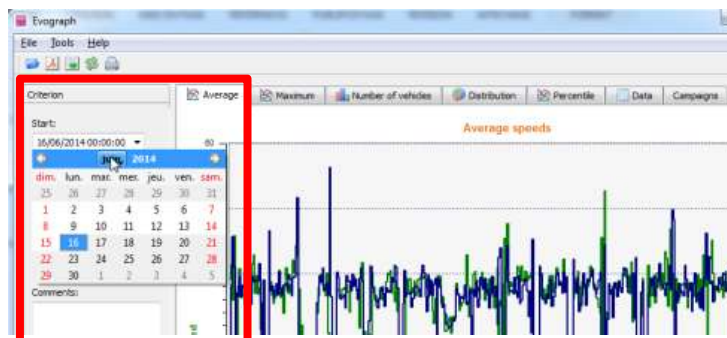 Evograph
File Tools Help
Criterion Average Maximum Number of vehicles Distribution Percentile Data Campaigns
Start:
Average speeds
16/06/2014 00:00:00
60
2014
dim. lun. mar. mer. jeu. ven. sam.
25 26 27 28 29 30 31
1 2 3 4 5 6 7
8 9 10 11 12 13 14
15 16 17 18 19 20 21
22 23 24 25 26 27 28
29 30 1 2 3 4 5
Comments: